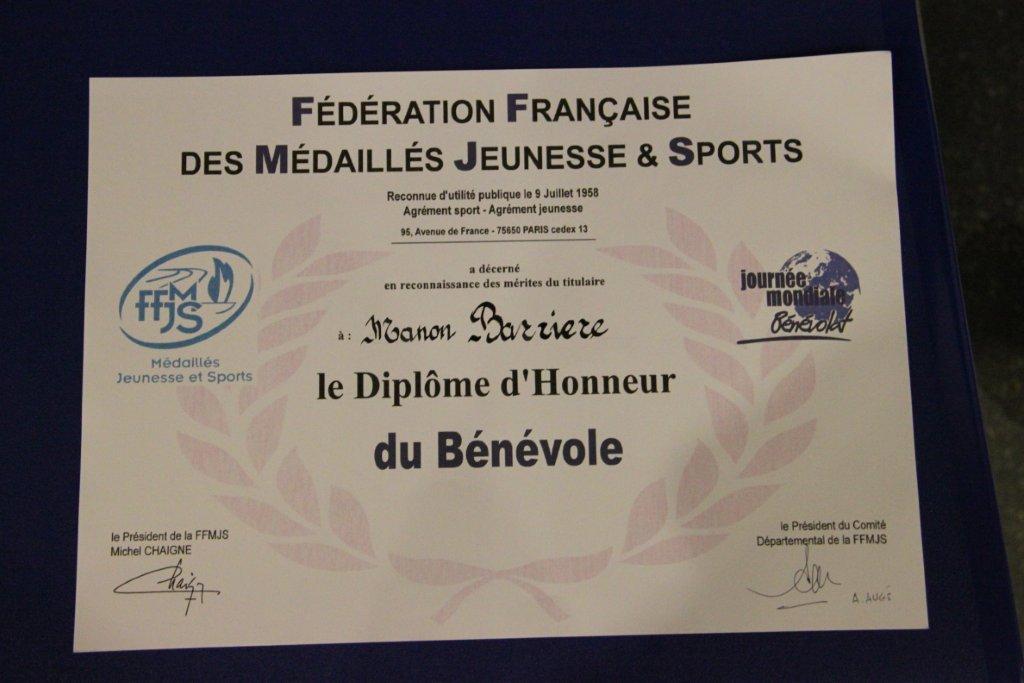 FÉDÉRATION FRANÇAISE
DES MÉDAILLÉS JEUNESSE & SPORTS
Reconnue d'utilité publique le 9 Juillet 1958
Agrément sport - Agrément jeunesse
95, Avenue de France - 75650 PARIS cedex 13
a décerné
en reconnaissance des mérites du titulaire
à : Manon Barriere
le Diplôme d'Honneur
du Bénévole
FFMJS
Médaillés
Jeunesse et Sports
journée
mondiale
Bénévolat
le Président de la FFMJS
Michel CHAIGNE
le Président du Comité
Départemental de la FFMJS
A. AUGS